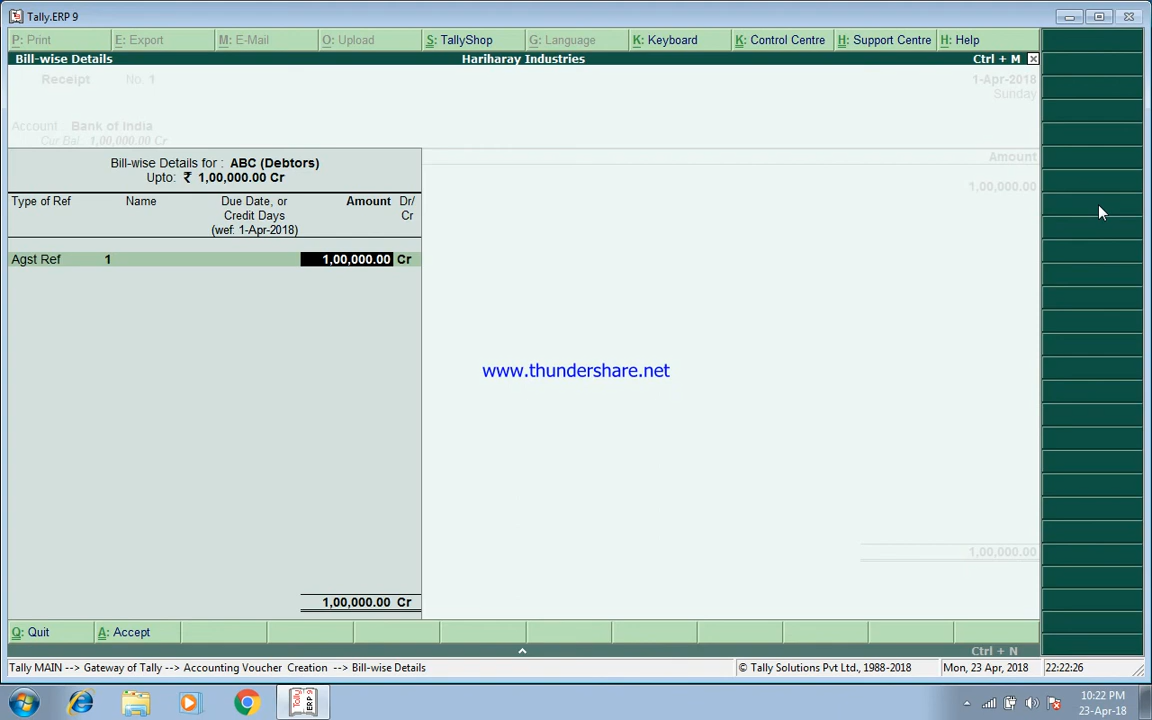 Tally.ERP 9
P: Print
E: Export
M: E-Mail
O: Upload
S: TallyShop
G: Language
K: Keyboard
K: Control Centre
H: Support Centre
H: Help
Bill-wise Details
Hariharay Industries
Ctrl + M
Receipt No. 1
1-Apr-2018
Sunday
Account : Bank of India
Cur Bal: 1,00,000.00 Cr
Bill-wise Details for : ABC (Debtors)
Upto: ₹ 1,00,000.00 Cr
Amount
1,00,000.00
Type of Ref Name Due Date, or Amount Dr/
Credit Days Cr
(wef: 1-Apr-2018)
Agst Ref 1 1,00,000.00 Cr
www.thundershare.net
1,00,000.00
1,00,000.00 Cr
Q: Quit
A: Accept
Ctrl + N
Tally MAIN --> Gateway of Tally --> Accounting Voucher Creation --> Bill-wise Details
© Tally Solutions Pvt Ltd., 1988-2018
Mon, 23 Apr, 2018
22:22:26
Tally ERP 9
10:22 PM
23-Apr-18